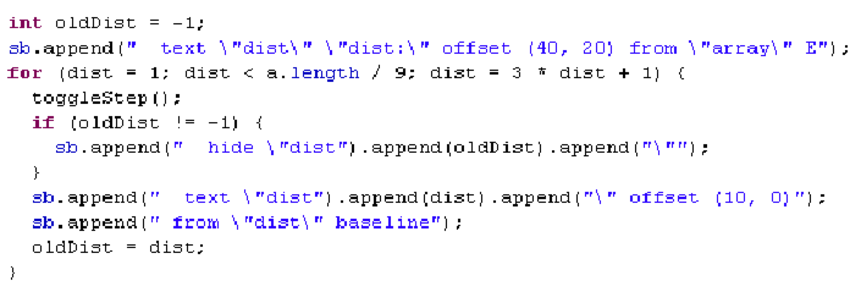 int oldDist = -1;
sb.append("  text \"dist\" \"dist:\" offset (40, 20) from \"array\" E");
for (dist = 1; dist < a.length / 9; dist = 3 * dist + 1) {
  toggleStep();
  if (oldDist != -1) {
    sb.append("  hide \"dist").append(oldDist).append("\"");
  }
  sb.append("  text \"dist").append(dist).append("\" offset (10, 0)");
  sb.append(" from \"dist\" baseline");
  oldDist = dist;
}